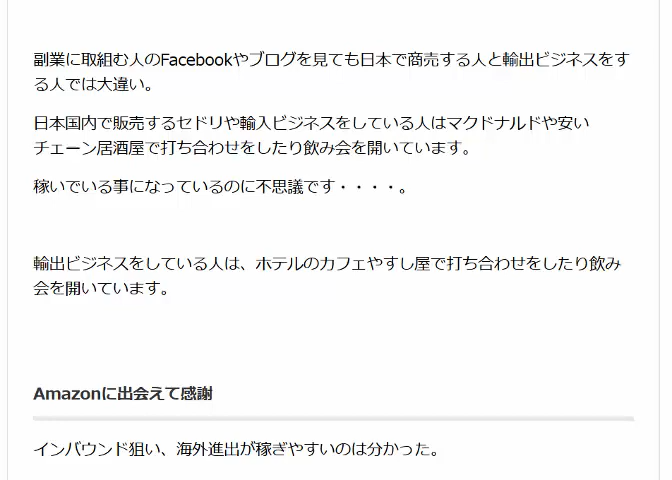 副業に取組む人のFacebookやブログを見ても日本で商売する人と輸出ビジネスをす
る人では大違い。
日本国内で販売するセドリや輸入ビジネスをしている人はマクドナルドや安い
チェーン居酒屋で打ち合わせをしたり飲み会を開いています。
稼いでいる事になっているのに不思議です・・・・。
輸出ビジネスをしている人は、ホテルのカフェやすし屋で打ち合わせをしたり飲み
会を開いています。
Amazonに出会えて感謝
インバウンド狙い、海外進出が稼ぎやすいのは分かった。